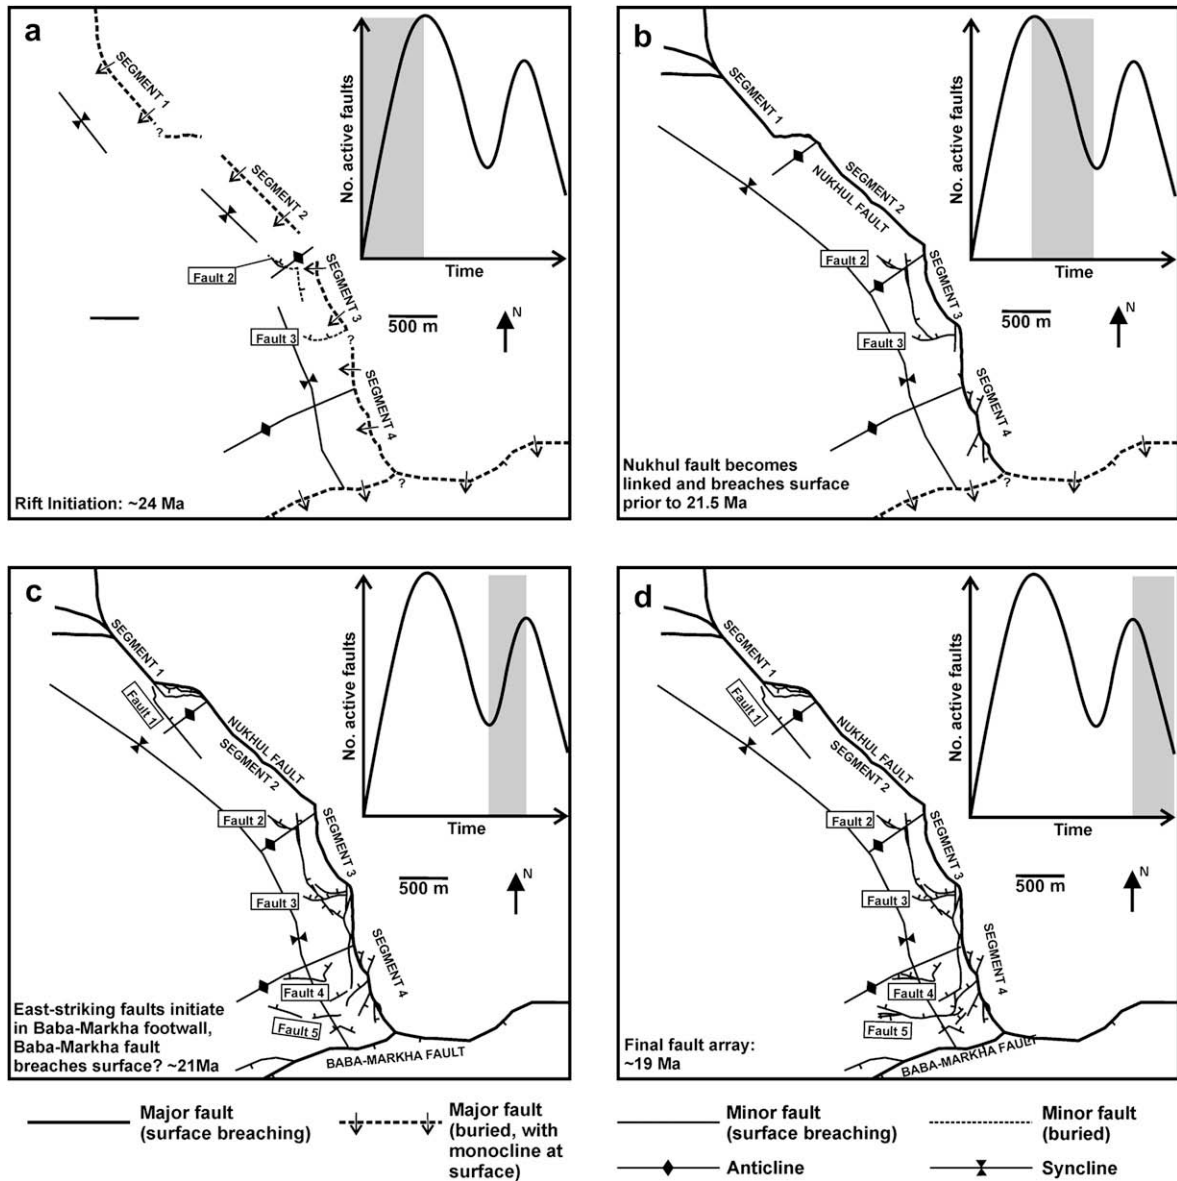 a
SEGMENT 1
?
SEGMENT 2
Fault 2
SEGMENT 3
Fault 3
?
SEGMENT 4
?
500 m
N
No. active faults
Time
Rift Initiation: ~24 Ma
b
SEGMENT 1
SEGMENT 2
NUKHUL FAULT
Fault 2
SEGMENT 3
Fault 3
SEGMENT 4
?
500 m
N
No. active faults
Time
Nukhul fault becomes
linked and breaches surface
prior to 21.5 Ma
c
SEGMENT 1
Fault 1
NUKHUL FAULT
SEGMENT 2
Fault 2
SEGMENT 3
Fault 3
SEGMENT 4
Fault 4
Fault 5
BABA-MARKHA FAULT
500 m
N
No. active faults
Time
East-striking faults initiate
in Baba-Markha footwall,
Baba-Markha fault
breaches surface? ~21Ma
d
SEGMENT 1
Fault 1
NUKHUL FAULT
SEGMENT 2
Fault 2
SEGMENT 3
Fault 3
SEGMENT 4
Fault 4
Fault 5
BABA-MARKHA FAULT
500 m
N
No. active faults
Time
Final fault array:
~19 Ma
Major fault
(surface breaching)
Major fault
(buried, with
monocline at
surface)
Minor fault
(surface breaching)
Minor fault
(buried)
Anticline
Syncline